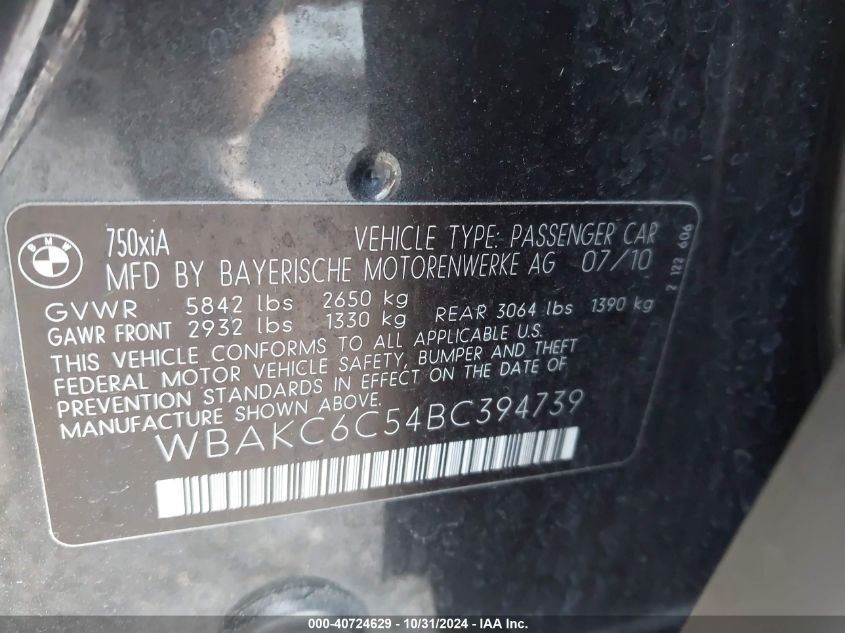 BMW
750xiA VEHICLE TYPE: PASSENGER CAR
MFD BY BAYERISCHE MOTORENWERKE AG 07/10
GVWR 5842 lbs 2650 kg
GAWR FRONT 2932 lbs 1330 kg REAR 3064 lbs 1390 kg
THIS VEHICLE CONFORMS TO ALL APPLICABLE U.S.
FEDERAL MOTOR VEHICLE SAFETY, BUMPER AND THEFT
PREVENTION STANDARDS IN EFFECT ON THE DATE OF
MANUFACTURE SHOWN ABOVE.
WBAKC6C54BC394739
7 122 606
000-40724629 - 10/31/2024 - IAA Inc.